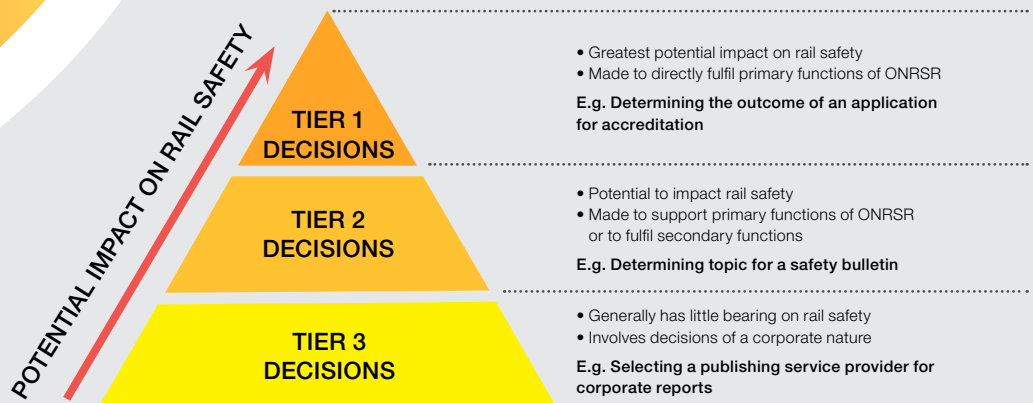 POTENTIAL IMPACT ON RAIL SAFETY
TIER 1
DECISIONS
• Greatest potential impact on rail safety
• Made to directly fulfil primary functions of ONRSR
E.g. Determining the outcome of an application
for accreditation
TIER 2
DECISIONS
• Potential to impact rail safety
• Made to support primary functions of ONRSR
or to fulfil secondary functions
E.g. Determining topic for a safety bulletin
TIER 3
DECISIONS
• Generally has little bearing on rail safety
• Involves decisions of a corporate nature
E.g. Selecting a publishing service provider for
corporate reports